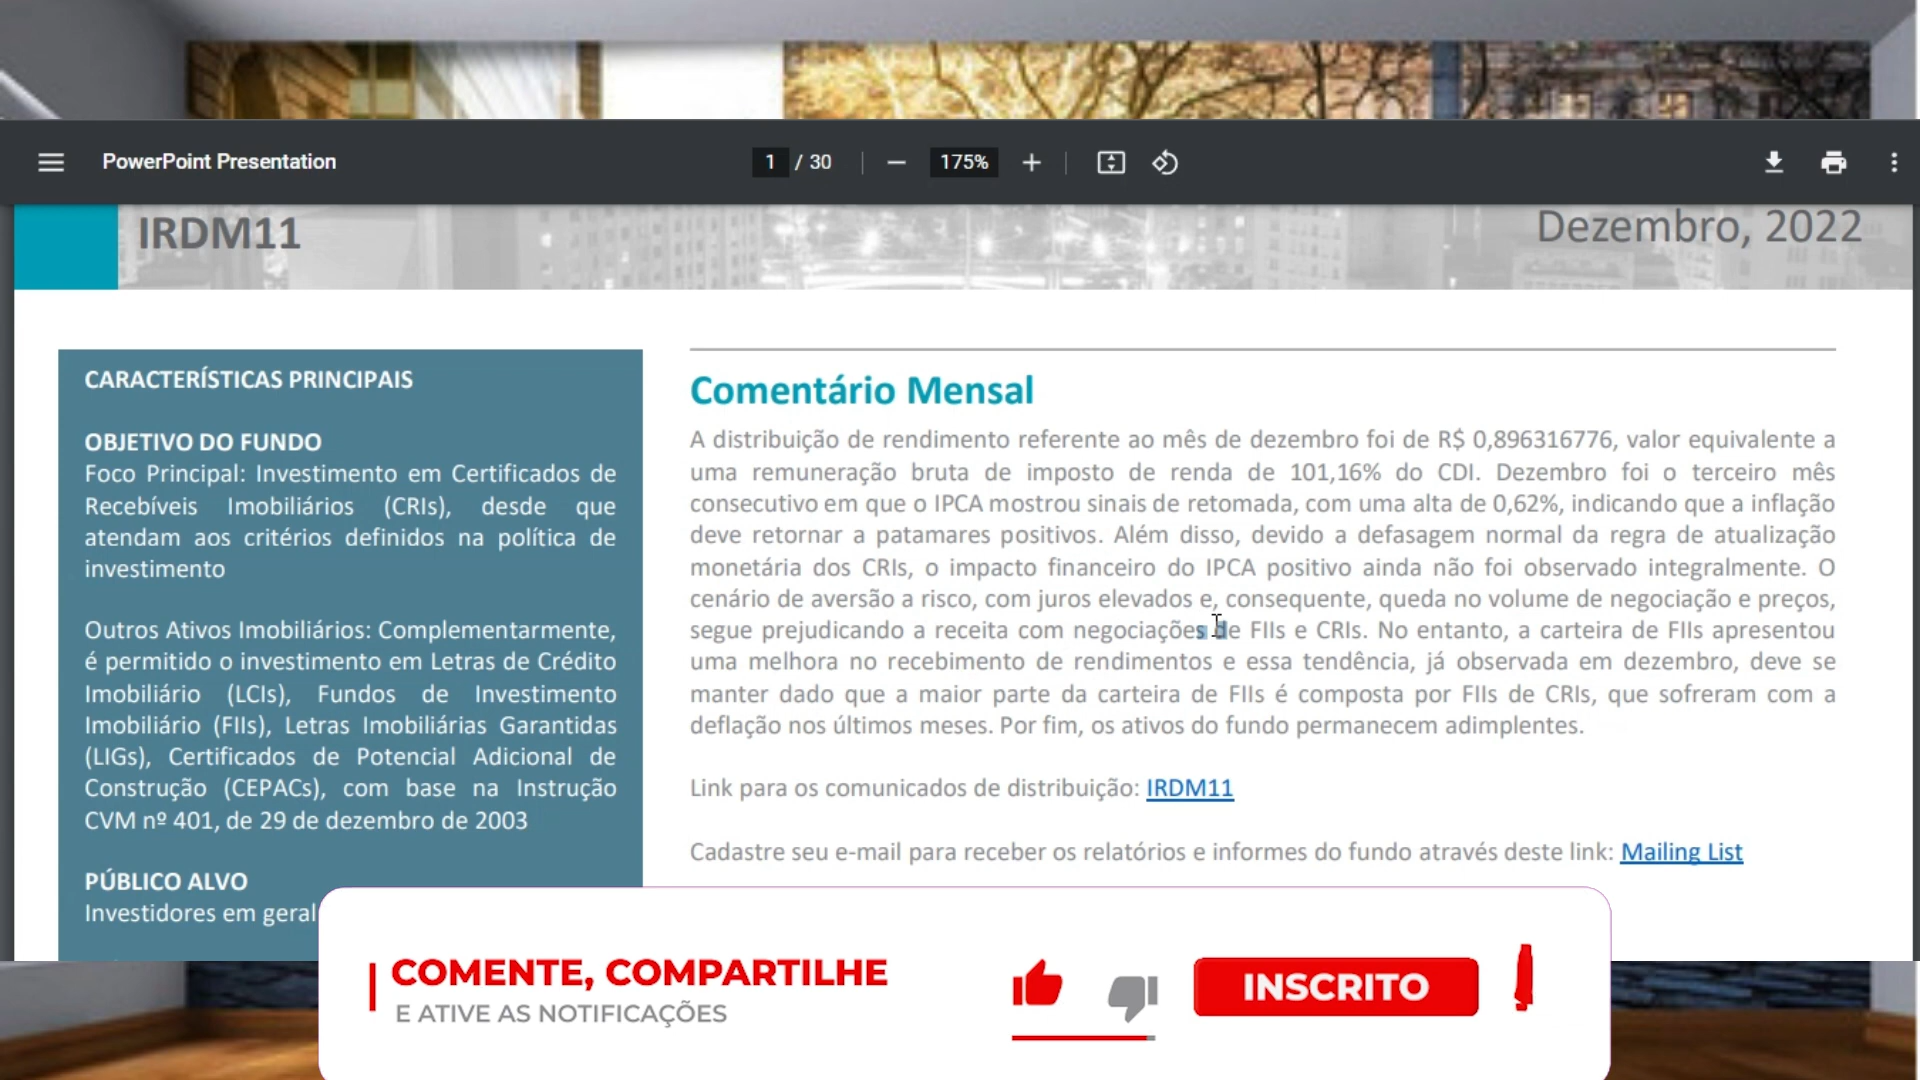 PowerPoint Presentation
1 / 30
175%
IRDM11
Dezembro, 2022
CARACTERÍSTICAS PRINCIPAIS
OBJETIVO DO FUNDO
Foco Principal: Investimento em Certificados de
Recebíveis Imobiliários (CRIs), desde que
atendam aos critérios definidos na política de
investimento
Outros Ativos Imobiliários: Complementarmente,
é permitido o investimento em Letras de Crédito
Imobiliário (LCIs), Fundos de Investimento
Imobiliário (FIIs), Letras Imobiliárias Garantidas
(LIGs), Certificados de Potencial Adicional de
Construção (CEPACs), com base na Instrução
CVM nº 401, de 29 de dezembro de 2003
PÚBLICO ALVO
Investidores em geral
Comentário Mensal
A distribuição de rendimento referente ao mês de dezembro foi de R$ 0,896316776, valor equivalente a
uma remuneração bruta de imposto de renda de 101,16% do CDI. Dezembro foi o terceiro mês
consecutivo em que o IPCA mostrou sinais de retomada, com uma alta de 0,62%, indicando que a inflação
deve retornar a patamares positivos. Além disso, devido a defasagem normal da regra de atualização
monetária dos CRIs, o impacto financeiro do IPCA positivo ainda não foi observado integralmente. O
cenário de aversão a risco, com juros elevados e, consequente, queda no volume de negociação e preços,
segue prejudicando a receita com negociações de FIIs e CRIs. No entanto, a carteira de FIIs apresentou
uma melhora no recebimento de rendimentos e essa tendência, já observada em dezembro, deve se
manter dado que a maior parte da carteira de FIIs é composta por FIIs de CRIs, que sofreram com a
deflação nos últimos meses. Por fim, os ativos do fundo permanecem adimplentes.
Link para os comunicados de distribuição: IRDM11
Cadastre seu e-mail para receber os relatórios e informes do fundo através deste link: Mailing List
COMENTE, COMPARTILHE
E ATIVE AS NOTIFICAÇÕES
INSCRITO